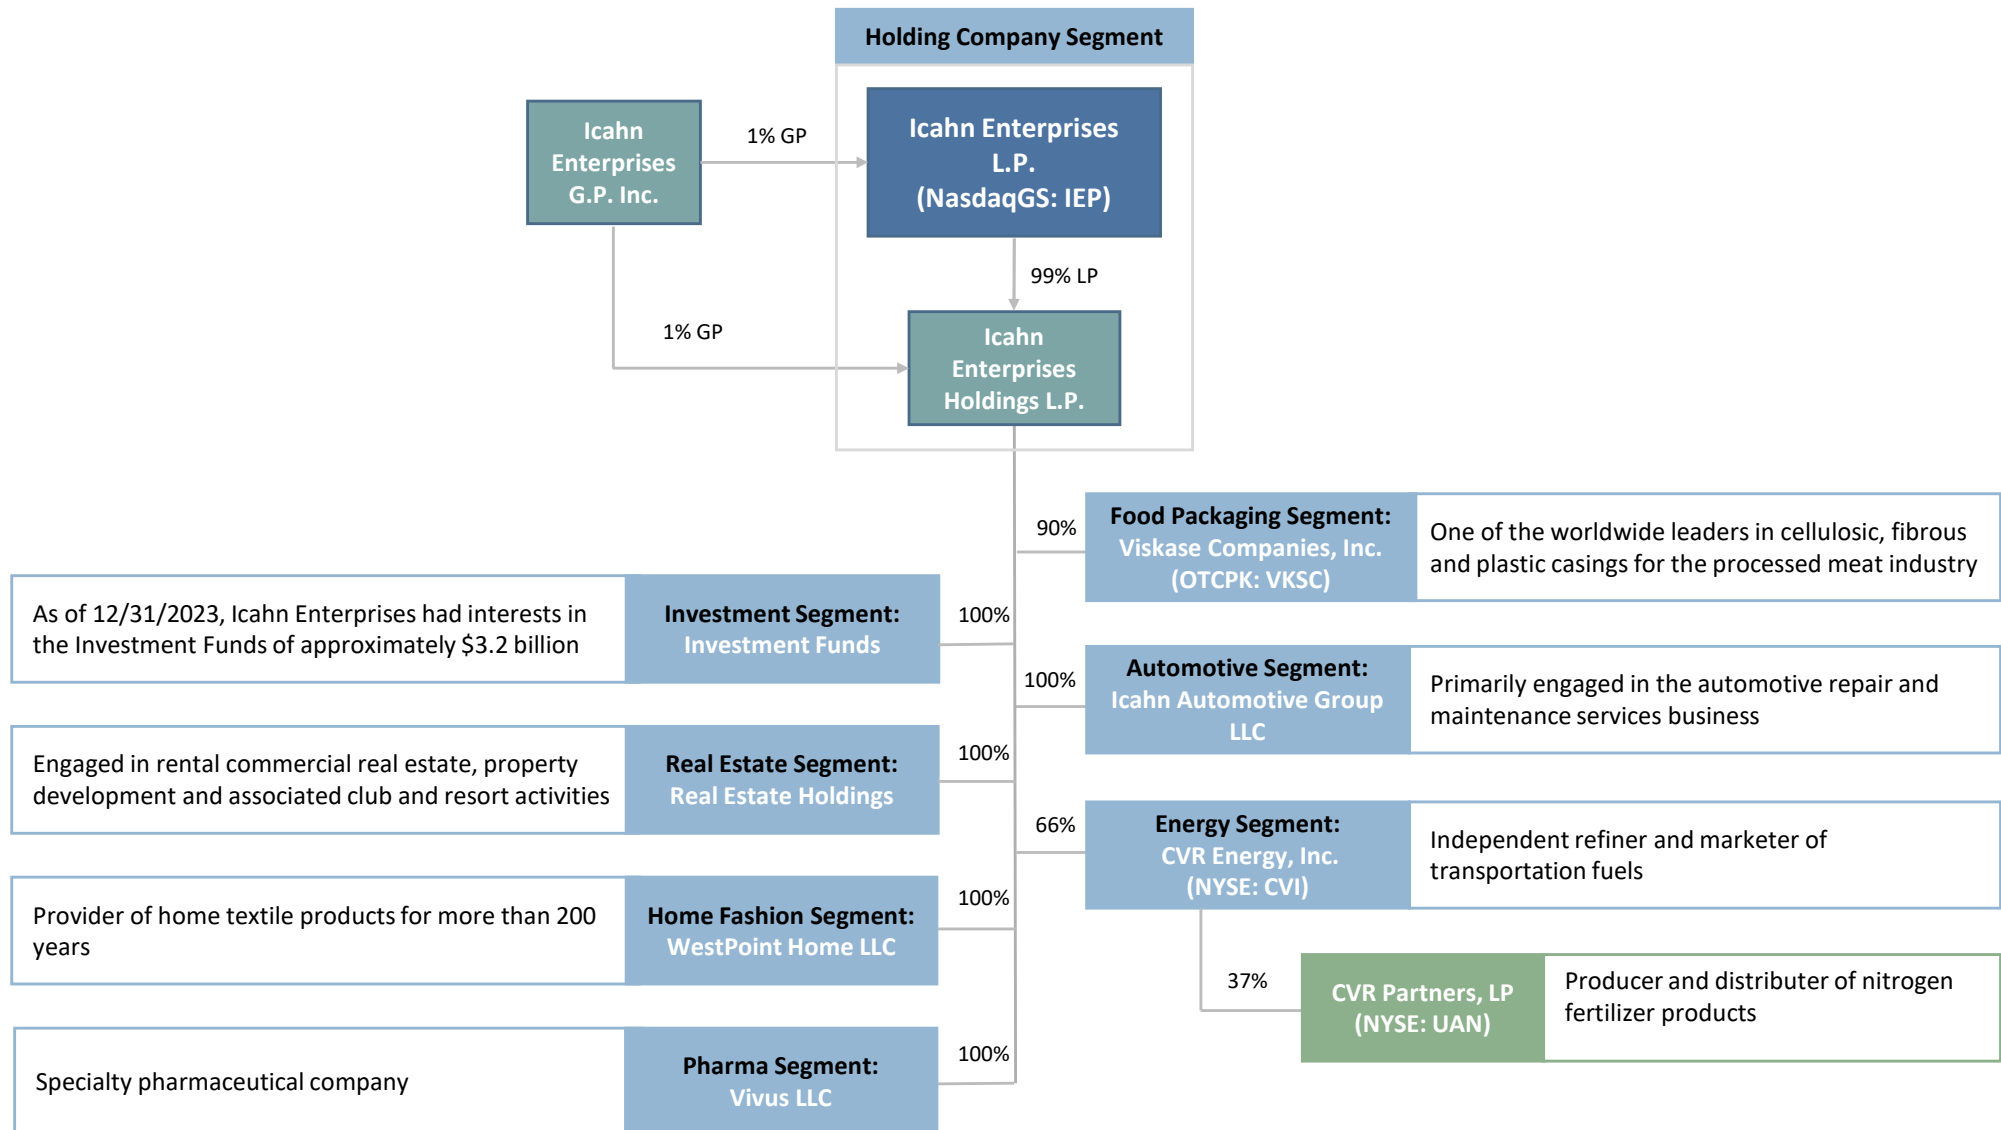 Holding Company Segment
Icahn
Enterprises
G.P. Inc.
1% GP
Icahn Enterprises
L.P.
(NasdaqGS: IEP)
99% LP
1% GP
Icahn
Enterprises
Holdings L.P.
90%
Food Packaging Segment:
Viskase Companies, Inc.
(OTCPK: VKSC)
One of the worldwide leaders in cellulosic, fibrous
and plastic casings for the processed meat industry
As of 12/31/2023, Icahn Enterprises had interests in
the Investment Funds of approximately $3.2 billion
Investment Segment:
Investment Funds
100%
100%
Automotive Segment:
Icahn Automotive Group
LLC
Primarily engaged in the automotive repair and
maintenance services business
Engaged in rental commercial real estate, property
development and associated club and resort activities
Real Estate Segment:
Real Estate Holdings
100%
66%
Energy Segment:
CVR Energy, Inc.
(NYSE: CVI)
Independent refiner and marketer of
transportation fuels
Provider of home textile products for more than 200
years
Home Fashion Segment:
WestPoint Home LLC
100%
37%
CVR Partners, LP
(NYSE: UAN)
Producer and distributer of nitrogen
fertilizer products
Specialty pharmaceutical company
Pharma Segment:
Vivus LLC
100%